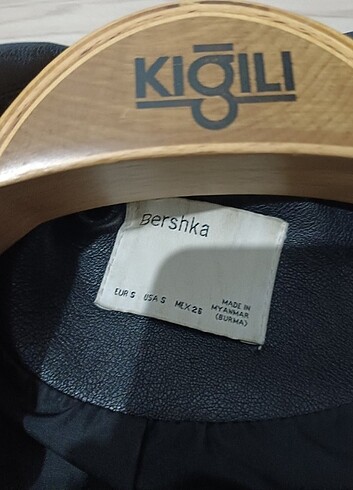 KiĞILI
Bershka
EUR S USA S MEX 26
MADE IN
MYANMAR
(BURMA)